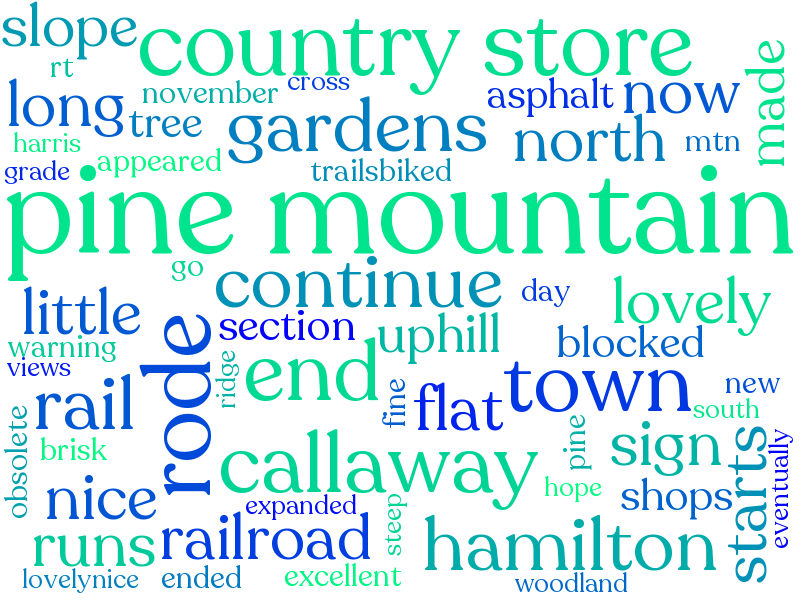 slope
country store
rt
november
cross
asphalt
now
made
long
tree
gardens
north
mtn
harris
appeared
grade
trailsbiked
pine mountain
go
continue
day
lovely
little
section
uphill
blocked
warning
views
rode
ridge
end
fine
flat
town
new
south
rail
obsolete
brisk
callaway
pine
sign
starts
eventually
nice
hope
shops
expanded
steep
runs
railroad
hamilton
lovelynice
ended
excellent
woodland